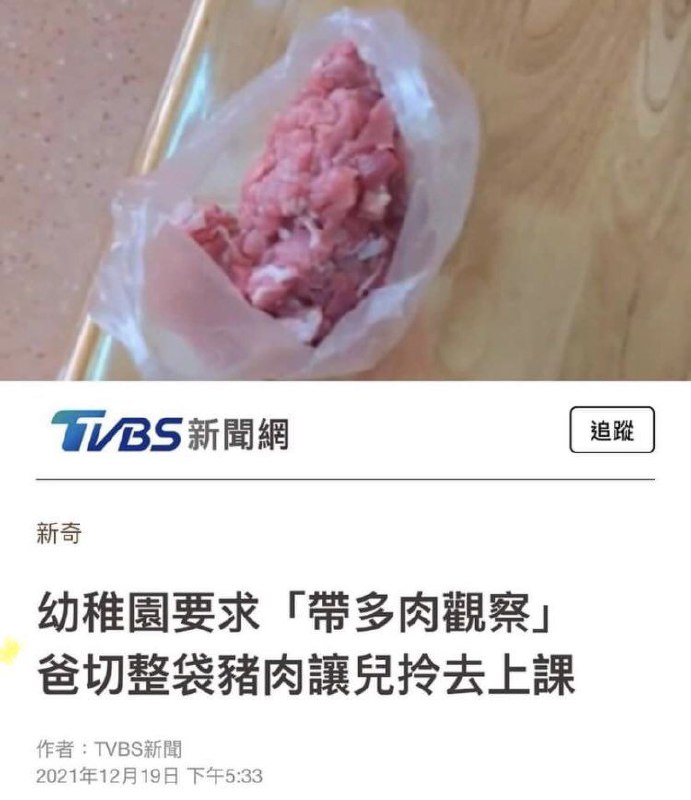 TVBS新聞網
追蹤
新奇
幼稚園要求「帶多肉觀察」
爸切整袋豬肉讓兒拎去上課
作者：TVBS新聞
2021年12月19日 下午5:33